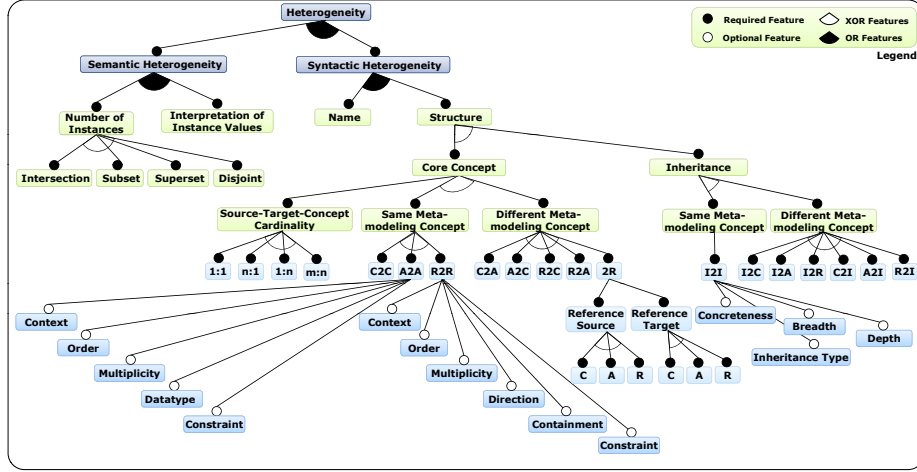 Heterogeneity
Required Feature
XOR Features
Optional Feature
OR Features
Legend
Semantic Heterogeneity
Syntactic Heterogeneity
Number of
Instances
Interpretation of
Instance Values
Name
Structure
Intersection
Subset
Superset
Disjoint
Core Concept
Inheritance
Source-Target-Concept
Cardinality
Same Meta-
modeling Concept
Different Meta-
modeling Concept
Same Meta-
modeling Concept
Different Meta-
modeling Concept
1:1
n:1
1:n
m:n
C2C
A2A
R2R
C2A
A2C
R2C
R2A
2R
I2I
I2C
I2A
I2R
C2I
A2I
R2I
Context
Order
Multiplicity
Datatype
Constraint
Context
Order
Multiplicity
Direction
Containment
Constraint
Reference
Source
Reference
Target
C
A
R
C
A
R
Concreteness
Breadth
Depth
Inheritance Type